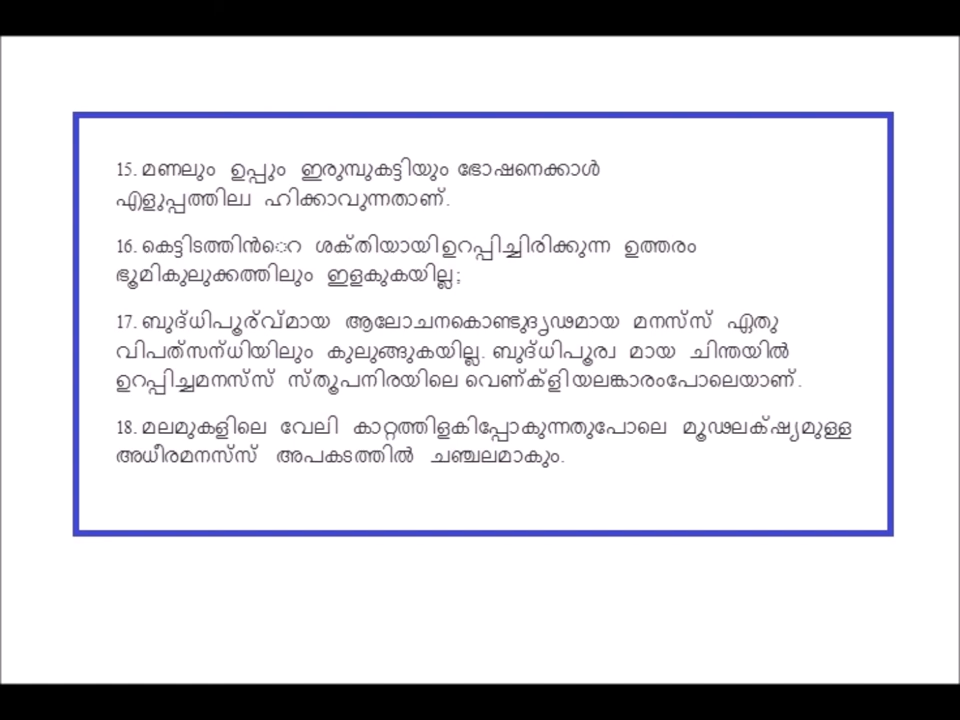 15. മണലും ഉപ്പും ഇരുമ്പുകട്ടിയും ഭോഷനെക്കാൾ
എളുപ്പത്തിലവ ഹിക്കാവുന്നതാണ്.
16. കെട്ടിടത്തിൻെറ ശക്തിയായിഉറപ്പിച്ചിരിക്കുന്ന ഉത്തരം
ഭൂമികുലുക്കത്തിലും ഇളകുകയില്ല;
17. ബുദ്ധിപൂര്വ്മായ ആലോചനകൊണ്ടുദൃഢമായ മനസ്സ് ഏതു
വിപത്സന്ധിയിലും കുലുങ്ങുകയില്ല. ബുദ്ധിപൂര്വ മായ ചിന്തയിൽ
ഉറപ്പിച്ചമനസ്സ് സ്തൂപനിരയിലെ വെണ്ക്ളിയലങ്കാരംപോലെയാണ്.
18. മലമുകളിലെ വേലി കാറ്റത്തിളകിപ്പോകുന്നതുപോലെ മൂഢലക്ഷ്യമുള്ള
അധീരമനസ്സ് അപകടത്തിൽ ചഞ്ചലമാകും.